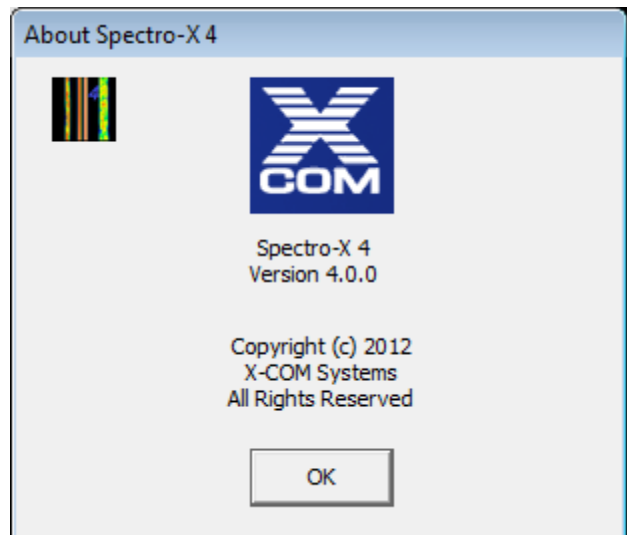 About Spectro-X 4
X
COM
Spectro-X 4
Version 4.0.0
Copyright (c) 2012
X-COM Systems
All Rights Reserved
OK